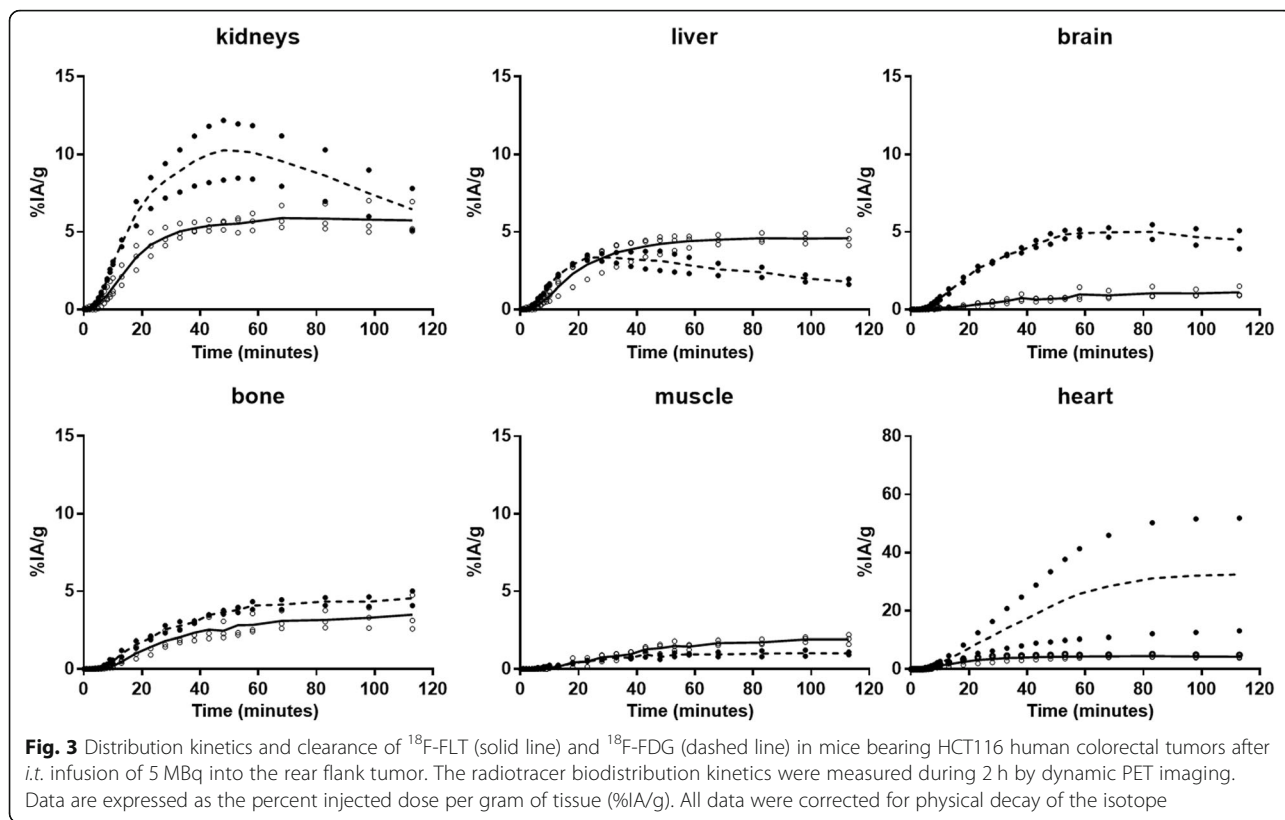 kidneys
liver
brain
%IA/g
15
10
5
0
0 20 40 60 80 100 120
Time (minutes)
%IA/g
15
10
5
0
0 20 40 60 80 100 120
Time (minutes)
%IA/g
15
10
5
0
0 20 40 60 80 100 120
Time (minutes)
bone
muscle
heart
%IA/g
15
10
5
0
0 20 40 60 80 100 120
Time (minutes)
%IA/g
15
10
5
0
0 20 40 60 80 100 120
Time (minutes)
%IA/g
80
60
40
20
0
0 20 40 60 80 100 120
Time (minutes)
Fig. 3 Distribution kinetics and clearance of ¹⁸F-FLT (solid line) and ¹⁸F-FDG (dashed line) in mice bearing HCT116 human colorectal tumors after
i.t. infusion of 5 MBq into the rear flank tumor. The radiotracer biodistribution kinetics were measured during 2 h by dynamic PET imaging.
Data are expressed as the percent injected dose per gram of tissue (%IA/g). All data were corrected for physical decay of the isotope